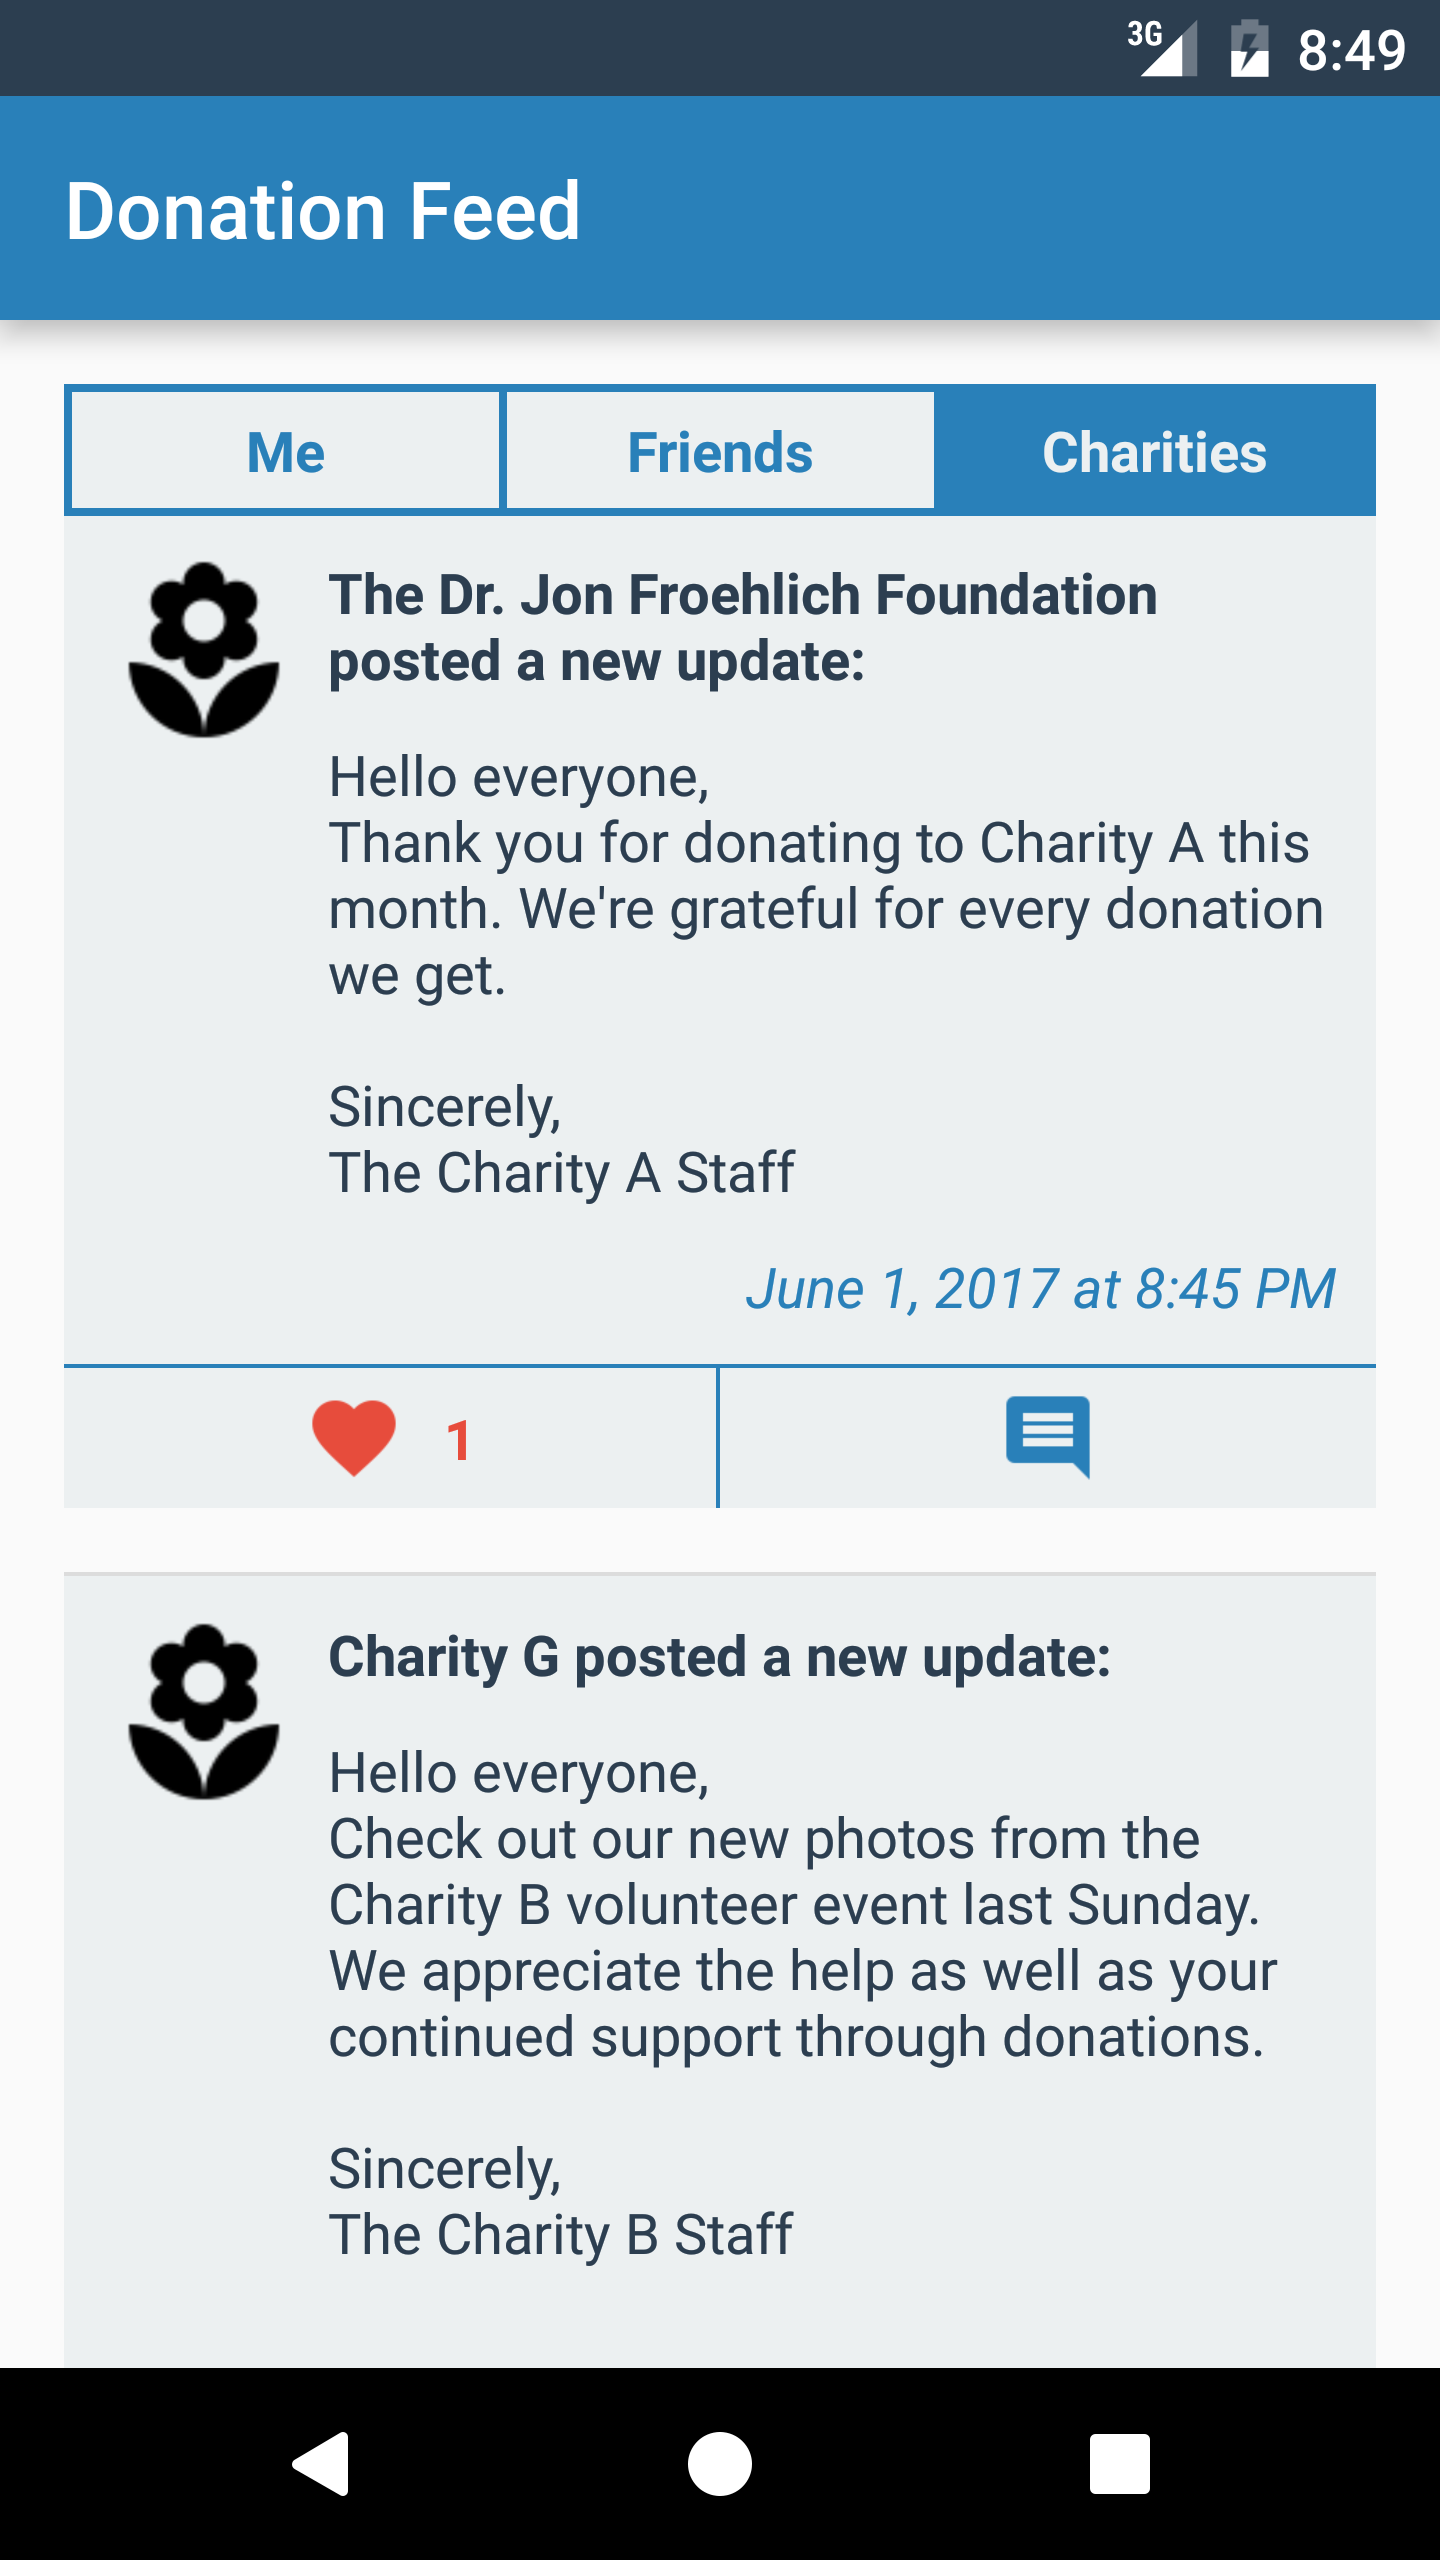 3G 8:49
Donation Feed
Me Friends Charities
The Dr. Jon Froehlich Foundation
posted a new update:
Hello everyone,
Thank you for donating to Charity A this
month. We're grateful for every donation
we get.
Sincerely,
The Charity A Staff
June 1, 2017 at 8:45 PM
1
Charity G posted a new update:
Hello everyone,
Check out our new photos from the
Charity B volunteer event last Sunday.
We appreciate the help as well as your
continued support through donations.
Sincerely,
The Charity B Staff